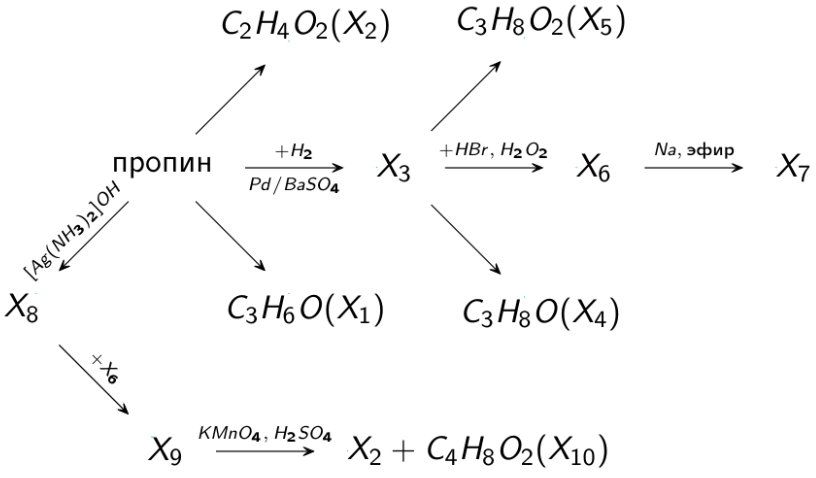 C₂H₄O₂(X₂) C₃H₈O₂(X₅)
+H₂ +HBr, H₂O₂ Na, эфир
пропин X₃ X₆ X₇
Pd/BaSO₄
[Ag(NH₃)₂]OH
X₈ C₃H₆O(X₁) C₃H₈O(X₄)
+X₆
KMnO₄, H₂SO₄
X₉ X₂ + C₄H₈O₂(X₁₀)